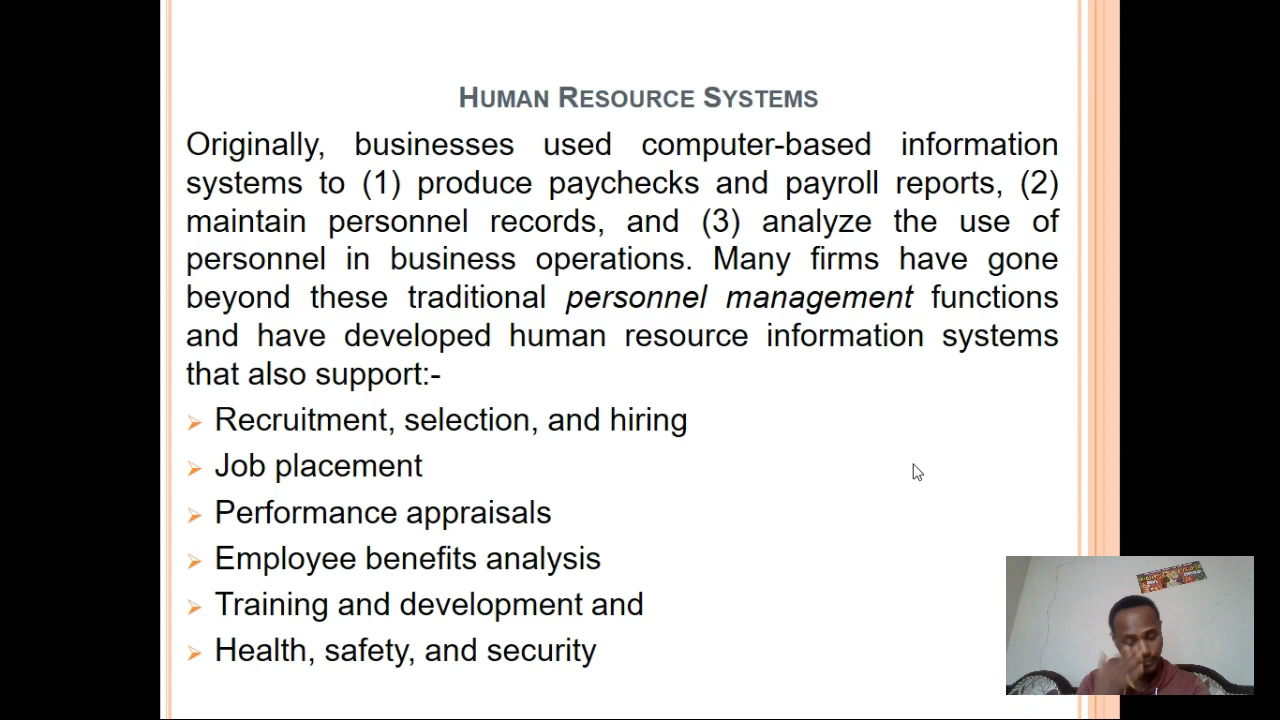 HUMAN RESOURCE SYSTEMS
Originally, businesses used computer-based information
systems to (1) produce paychecks and payroll reports, (2)
maintain personnel records, and (3) analyze the use of
personnel in business operations. Many firms have gone
beyond these traditional personnel management functions
and have developed human resource information systems
that also support:-
➢ Recruitment, selection, and hiring
➢ Job placement
➢ Performance appraisals
➢ Employee benefits analysis
➢ Training and development and
➢ Health, safety, and security